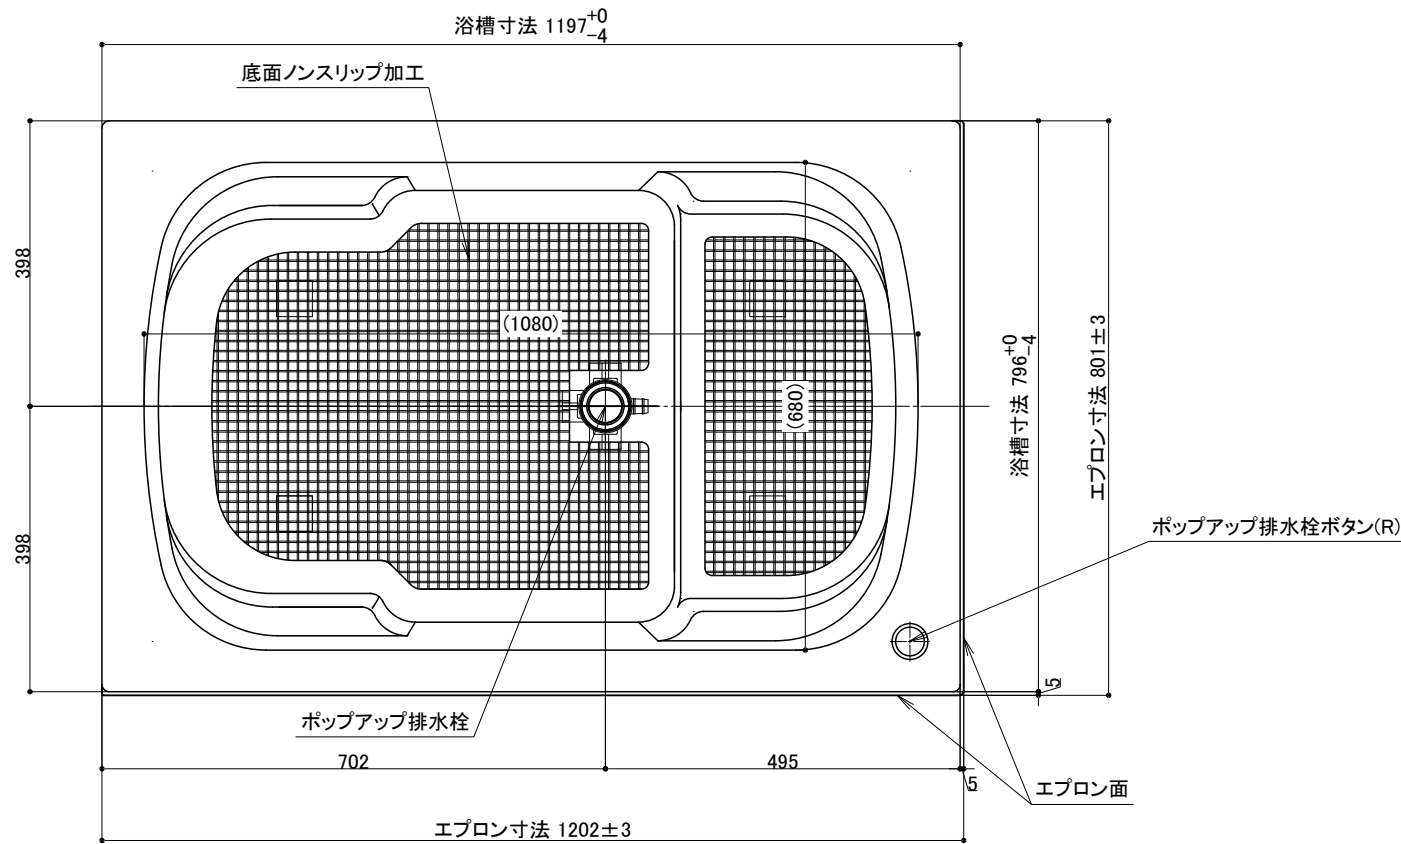 浴槽寸法 1197+0-4
底面ノンスリップ加工
398
(1080)
(680)
浴槽寸法 796+0-4
エプロン寸法 801±3
398
ポップアップ排水栓ボタン(R)
5
ポップアップ排水栓
702
495
5
エプロン面
エプロン寸法 1202±3